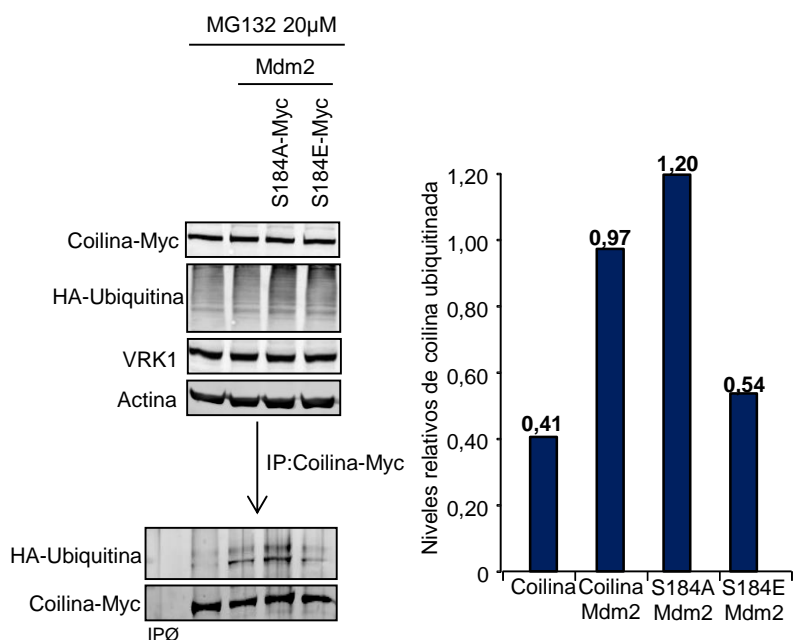 MG132 20µM
Mdm2
S184A-Myc
S184E-Myc
Coilina-Myc
HA-Ubiquitina
VRK1
Actina
IP:Coilina-Myc
HA-Ubiquitina
Coilina-Myc
IPØ
Niveles relativos de coilina ubiquitinada
1,20
1,00
0,80
0,60
0,40
0,20
0
0,41
0,97
1,20
0,54
Coilina
Coilina
Mdm2
S184A
Mdm2
S184E
Mdm2